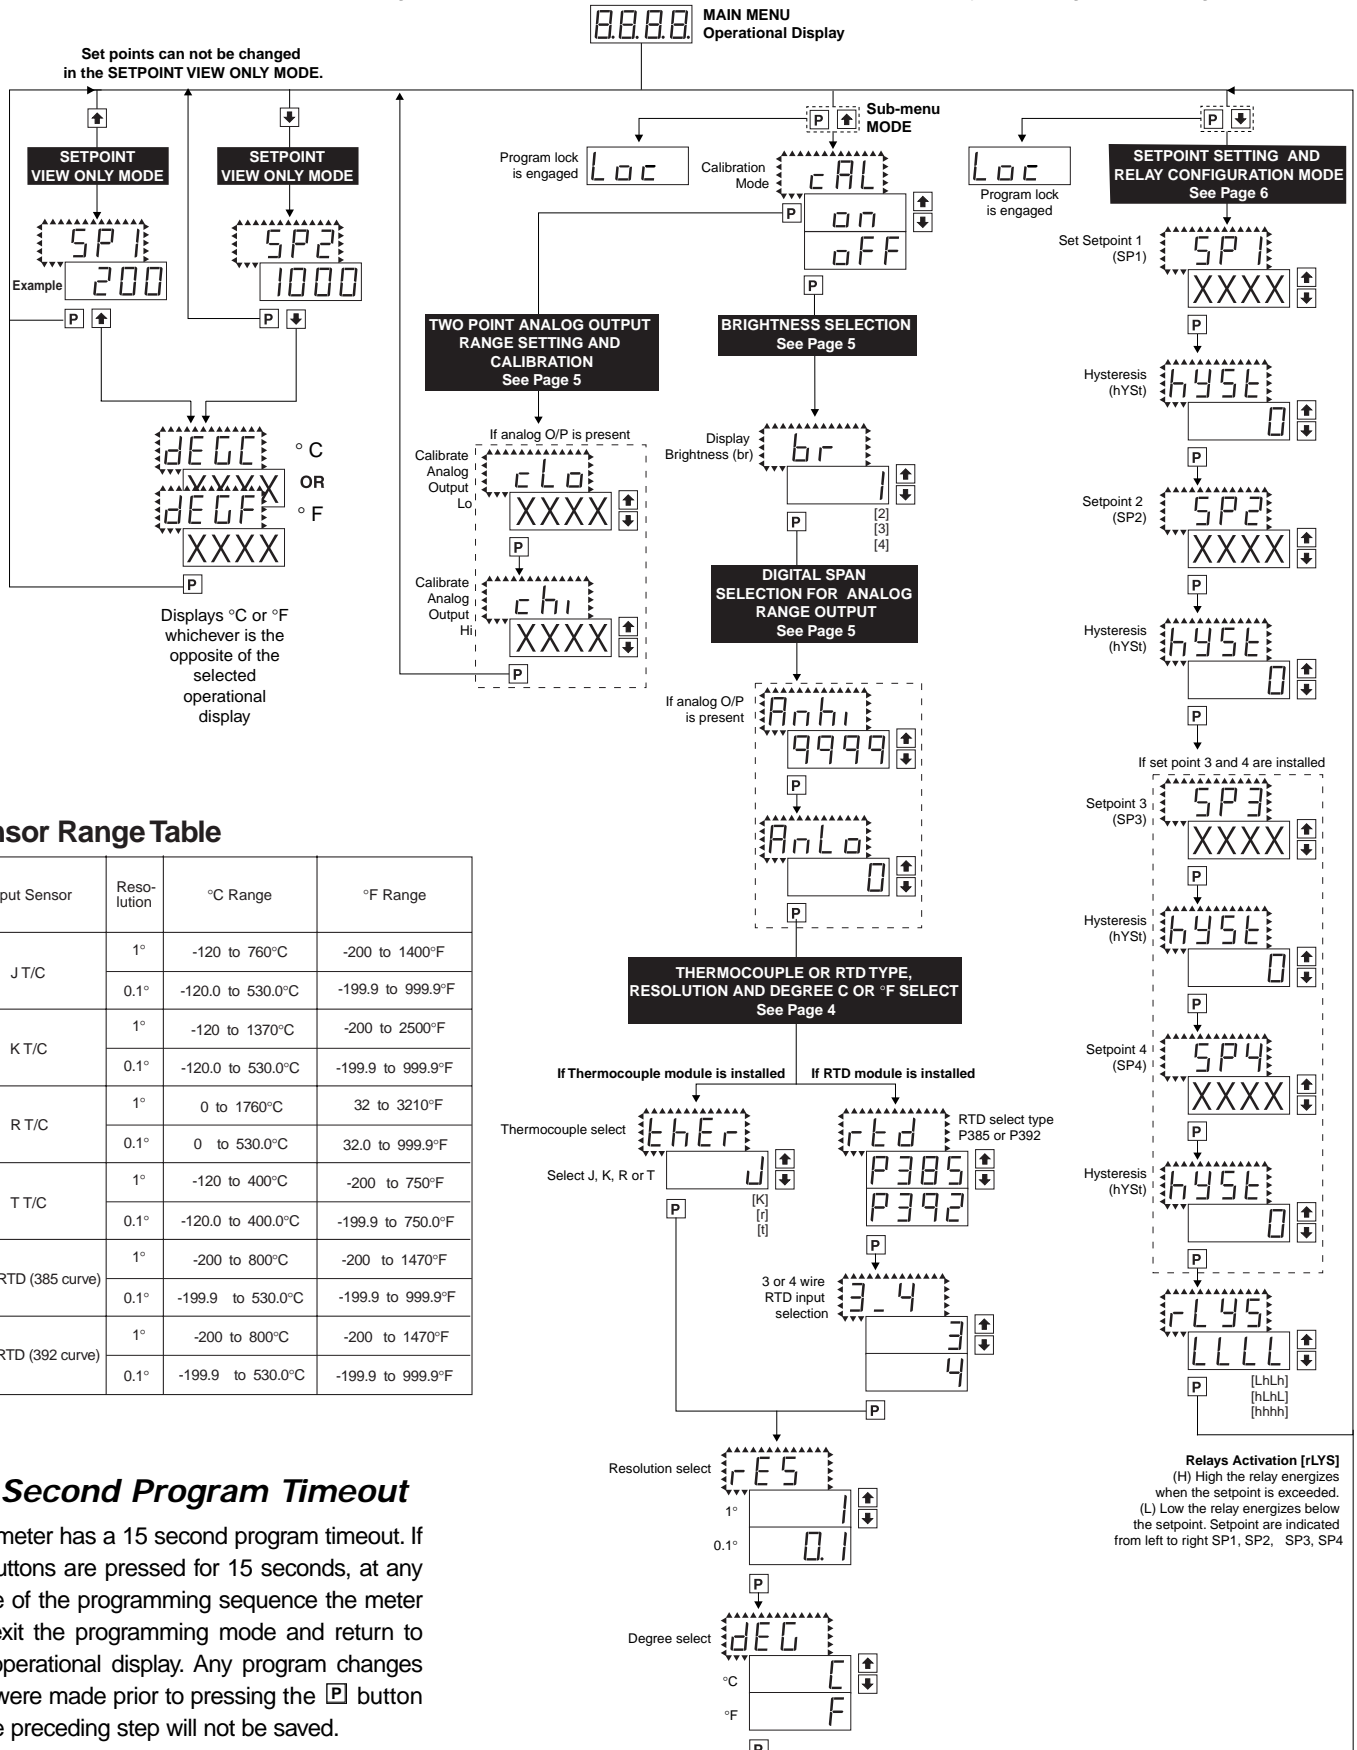 8.8.8.8.
MAIN MENU
Operational Display
Set points can not be changed
in the SETPOINT VIEW ONLY MODE.
SETPOINT
VIEW ONLY MODE
SP1
Example
200
P
SETPOINT
VIEW ONLY MODE
SP2
1000
P
dEGC
° C
XXXX
OR
dEGF
° F
XXXX
P
Displays °C or °F
whichever is the
opposite of the
selected
operational
display
P
Sub-menu
MODE
Program lock
is engaged
Loc
Calibration
Mode
cAL
P
on
oFF
P
TWO POINT ANALOG OUTPUT
RANGE SETTING AND
CALIBRATION
See Page 5
If analog O/P is present
Calibrate
Analog
Output
Lo
cLo
XXXX
P
Calibrate
Analog
Output
Hi
chi
XXXX
P
BRIGHTNESS SELECTION
See Page 5
Display
Brightness (br)
br
1
[2]
[3]
[4]
P
DIGITAL SPAN
SELECTION FOR ANALOG
RANGE OUTPUT
See Page 5
If analog O/P
is present
Anhi
9999
P
AnLo
0
P
THERMOCOUPLE OR RTD TYPE,
RESOLUTION AND DEGREE C OR °F SELECT
See Page 4
If Thermocouple module is installed
If RTD module is installed
Thermocouple select
thEr
Select J, K, R or T
J
[K]
[r]
[t]
P
rtd
RTD select type
P385 or P392
P385
P392
P
3 or 4 wire
RTD input
selection
3_4
3
4
P
Resolution select
rES
1°
1
0.1°
0.1
P
Degree select
dEG
°C
C
°F
F
P
P
Loc
Program lock
is engaged
SETPOINT SETTING AND
RELAY CONFIGURATION MODE
See Page 6
Set Setpoint 1
(SP1)
SP1
XXXX
P
Hysteresis
(hYSt)
hYSt
0
P
Setpoint 2
(SP2)
SP2
XXXX
P
Hysteresis
(hYSt)
hYSt
0
P
If set point 3 and 4 are installed
Setpoint 3
(SP3)
SP3
XXXX
P
Hysteresis
(hYSt)
hYSt
0
P
Setpoint 4
(SP4)
SP4
XXXX
P
Hysteresis
(hYSt)
hYSt
0
P
rLYS
LLLL
[LhLh]
[hLhL]
[hhhh]
P
Relays Activation [rLYS]
(H) High the relay energizes
when the setpoint is exceeded.
(L) Low the relay energizes below
the setpoint. Setpoint are indicated
from left to right SP1, SP2, SP3, SP4
Range Table
Sensor Reso-lution °C Range °F Range
J T/C 1° -120 to 760°C -200 to 1400°F
0.1° -120.0 to 530.0°C -199.9 to 999.9°F
K T/C 1° -120 to 1370°C -200 to 2500°F
0.1° -120.0 to 530.0°C -199.9 to 999.9°F
R T/C 1° 0 to 1760°C 32 to 3210°F
0.1° 0 to 530.0°C 32.0 to 999.9°F
T T/C 1° -120 to 400°C -200 to 750°F
0.1° -120.0 to 400.0°C -199.9 to 750.0°F
RTD (385 curve) 1° -200 to 800°C -200 to 1470°F
0.1° -199.9 to 530.0°C -199.9 to 999.9°F
RTD (392 curve) 1° -200 to 800°C -200 to 1470°F
0.1° -199.9 to 530.0°C -199.9 to 999.9°F
Second Program Timeout
meter has a 15 second program timeout. If
uttons are pressed for 15 seconds, at any
e of the programming sequence the meter
exit the programming mode and return to
operational display. Any program changes
were made prior to pressing the P button
e preceding step will not be saved.